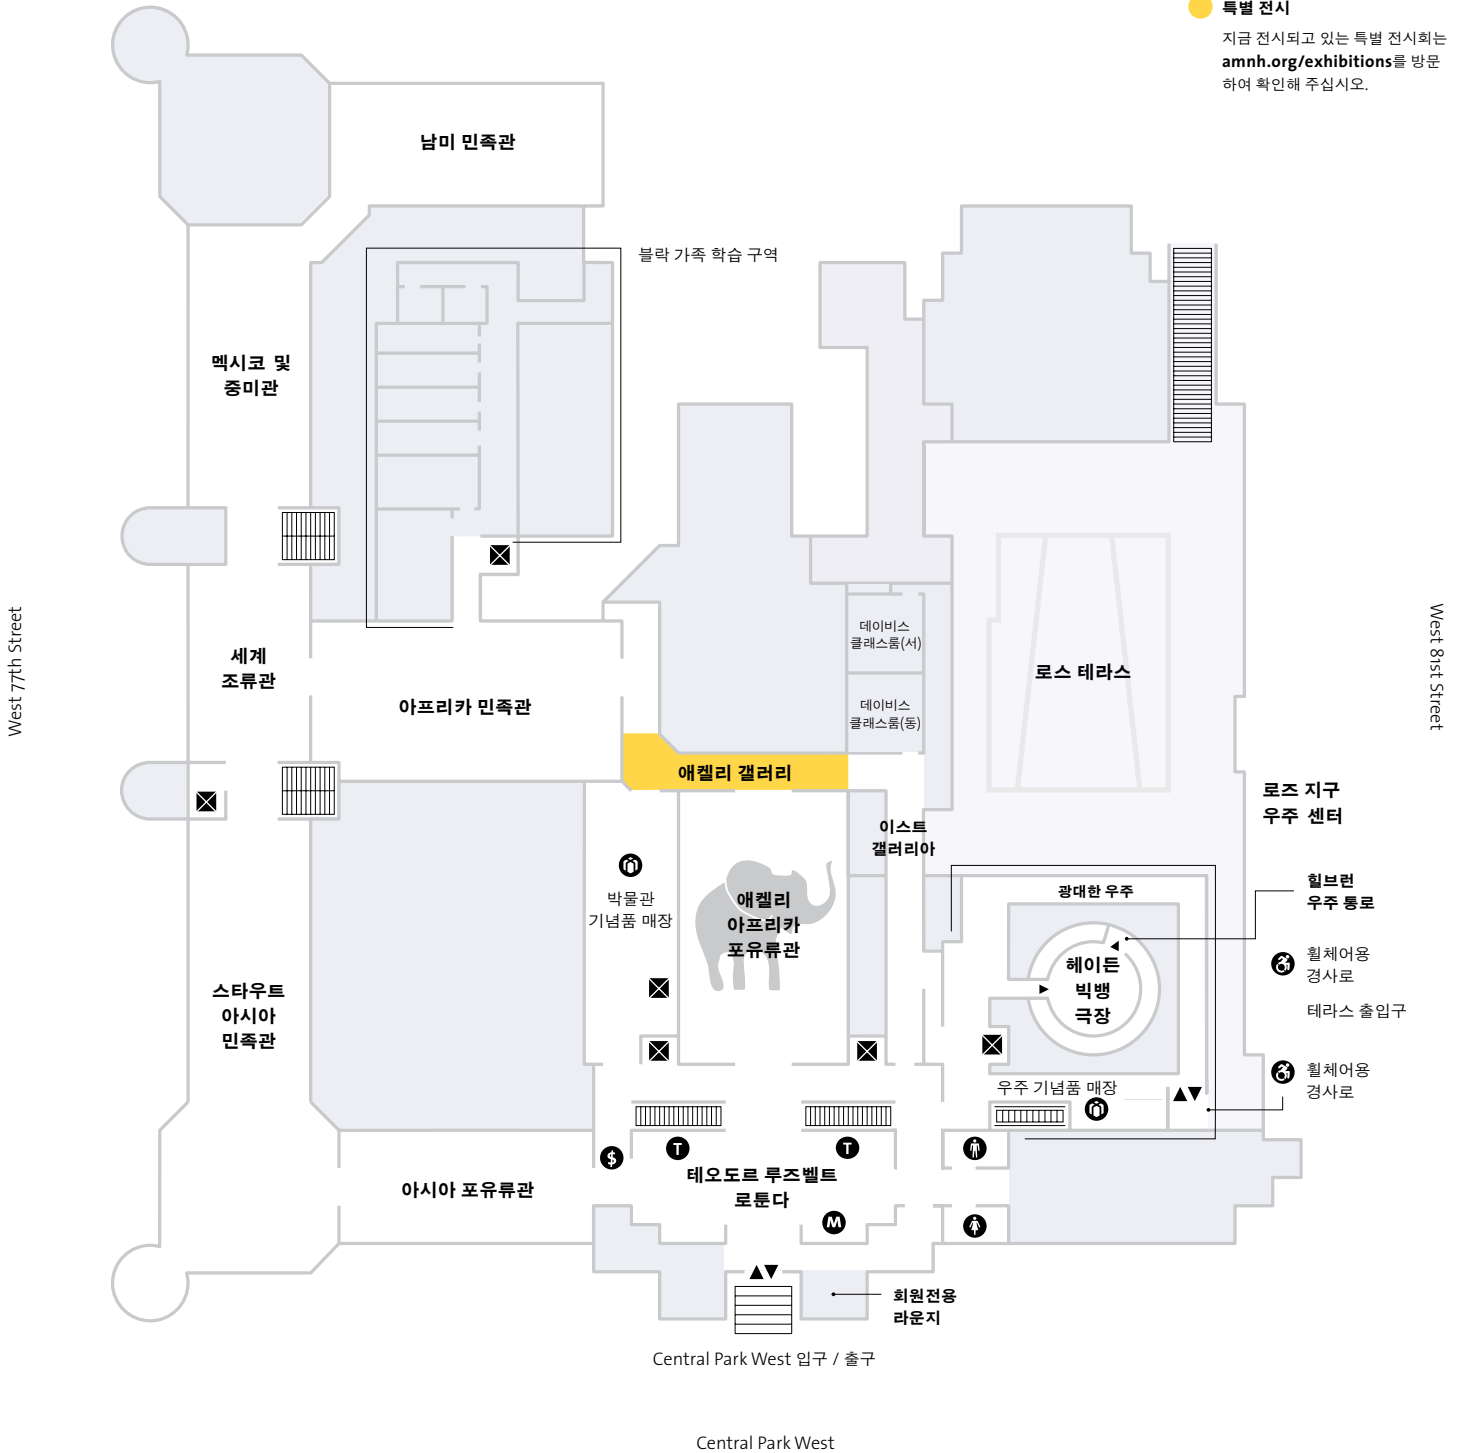 특별 전시
지금 전시되고 있는 특별 전시회는
amnh.org/exhibitions를 방문
하여 확인해 주십시오.
남미 민족관
블락 가족 학습 구역
멕시코 및
중미관
West 77th Street
세계
조류관
아프리카 민족관
데이비스
클래스룸(서)
데이비스
클래스룸(동)
로스 테라스
West 81st Street
애켈리 갤러리
로즈 지구
우주 센터
이스트
갤러리아
박물관
기념품 매장
애켈리
아프리카
포유류관
광대한 우주
힐브런
우주 통로
헤이든
빅뱅
극장
휠체어용
경사로
테라스 출입구
스타우트
아시아
민족관
우주 기념품 매장
휠체어용
경사로
$
T
T
아시아 포유류관
테오도르 루즈벨트
로툰다
M
회원전용
라운지
Central Park West 입구 / 출구
Central Park West